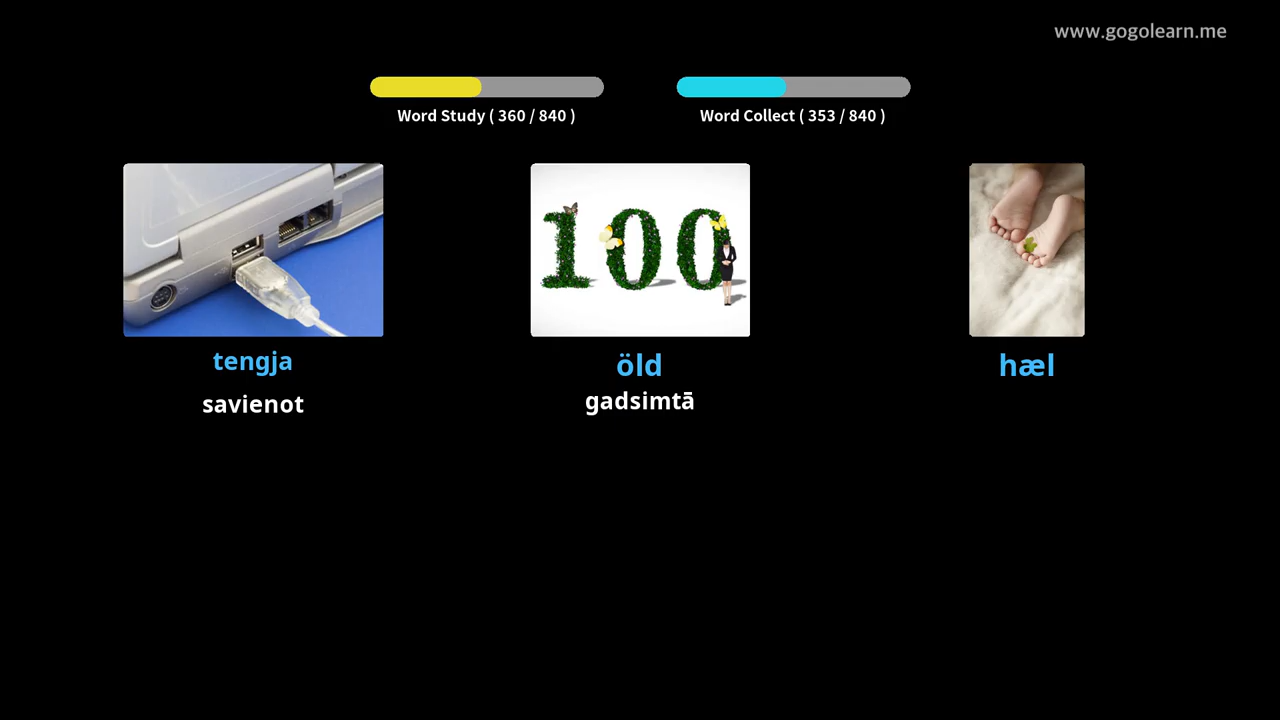 www.gogolearn.me
Word Study ( 360 / 840 )
Word Collect ( 353 / 840 )
tengja
savienot
öld
gadsimtā
hæl